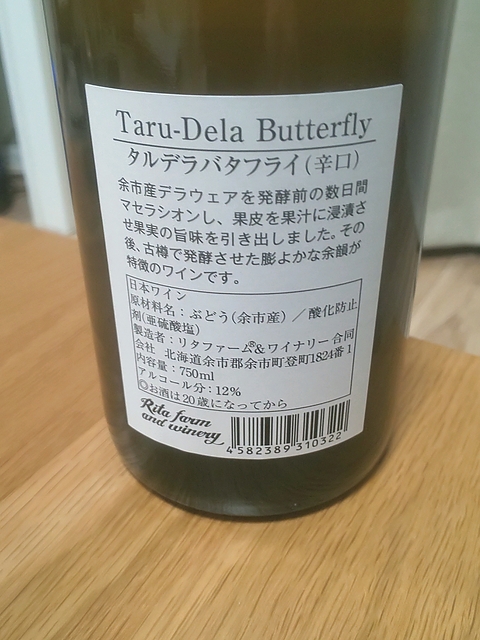 Taru-Dela Butterfly
タルデラバタフライ(辛口)
余市産デラウェアを発酵前の数日間
マセラシオンし、果皮を果汁に浸漬さ
せ果実の旨味を引き出しました。その
後、古樽で発酵させた膨よかな余韻が
特徴のワインです。
日本ワイン
原材料名：ぶどう(余市産)／酸化防止
剤(亜硫酸塩)
製造者：リタファーム&ワイナリー 合同
会社 北海道余市郡余市町登町1824番1
内容量：750ml
アルコール分：12%
◎お酒は20歳になってから
Rita farm
and winery
4582389310322